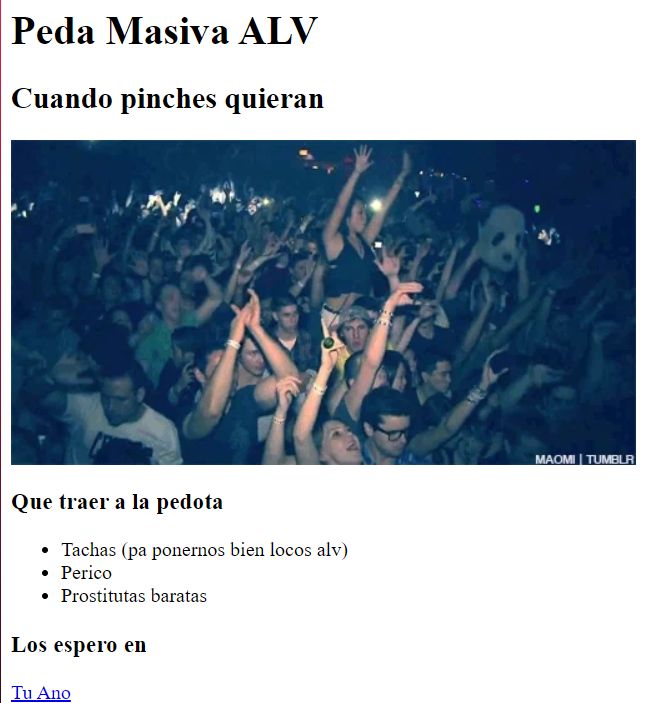 Peda Masiva ALV
Cuando pinches quieran
MAOMI | TUMBLR
Que traer a la pedota
Tachas (pa ponernos bien locos alv)
Perico
Prostitutas baratas
Los espero en
Tu Ano